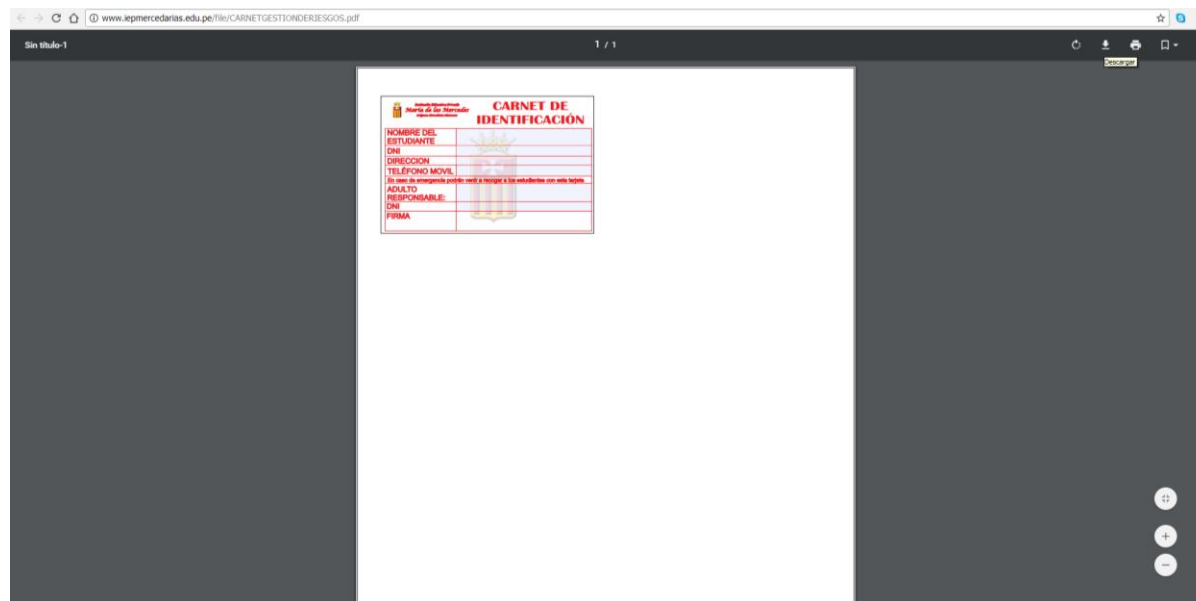 www.iepmercedarias.edu.pe/file/CARNETGESTIONDERIESGOS.pdf
Sin título-1
1 / 1
Descargar
María de las Mercedes
CARNET DE
IDENTIFICACIÓN
NOMBRE DEL
ESTUDIANTE
DNI
DIRECCION
TELÉFONO MOVIL
En caso de emergencia podrán venir a recoger a los estudiantes con esta tarjeta
ADULTO
RESPONSABLE:
DNI
FIRMA